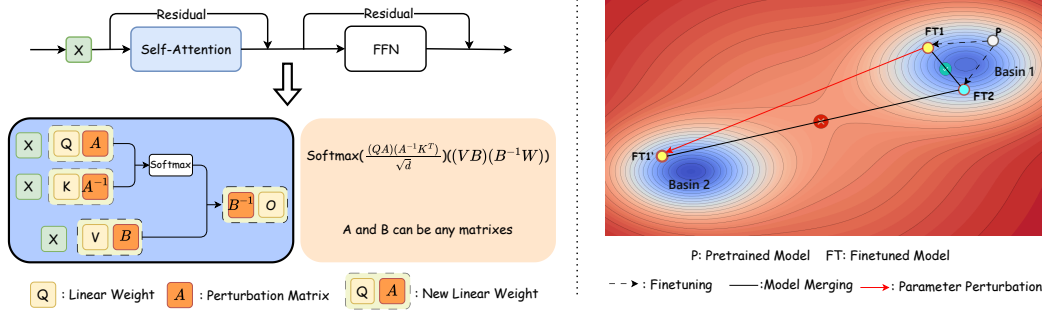 Residual
Residual
X
Self-Attention
FFN
X
Q
A
X
K
A⁻¹
Softmax
X
V
B
B⁻¹
O
Softmax((QA)(A⁻¹Kᵀ)/√d)((VB)(B⁻¹W))
A and B can be any matrixes
Q : Linear Weight
A : Perturbation Matrix
Q A : New Linear Weight
FT1
P
Basin 1
FT2
FT1'
Basin 2
P: Pretrained Model FT: Finetuned Model
: Finetuning
:Model Merging
: Parameter Perturbation